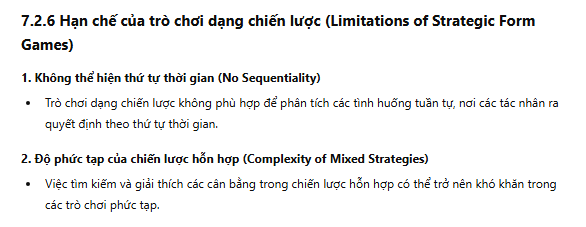 7.2.6 Hạn chế của trò chơi dạng chiến lược (Limitations of Strategic Form
Games)
1. Không thể hiện thứ tự thời gian (No Sequentiality)
• Trò chơi dạng chiến lược không phù hợp để phân tích các tình huống tuần tự, nơi các tác nhân ra
quyết định theo thứ tự thời gian.
2. Độ phức tạp của chiến lược hỗn hợp (Complexity of Mixed Strategies)
• Việc tìm kiếm và giải thích các cân bằng trong chiến lược hỗn hợp có thể trở nên khó khăn trong
các trò chơi phức tạp.